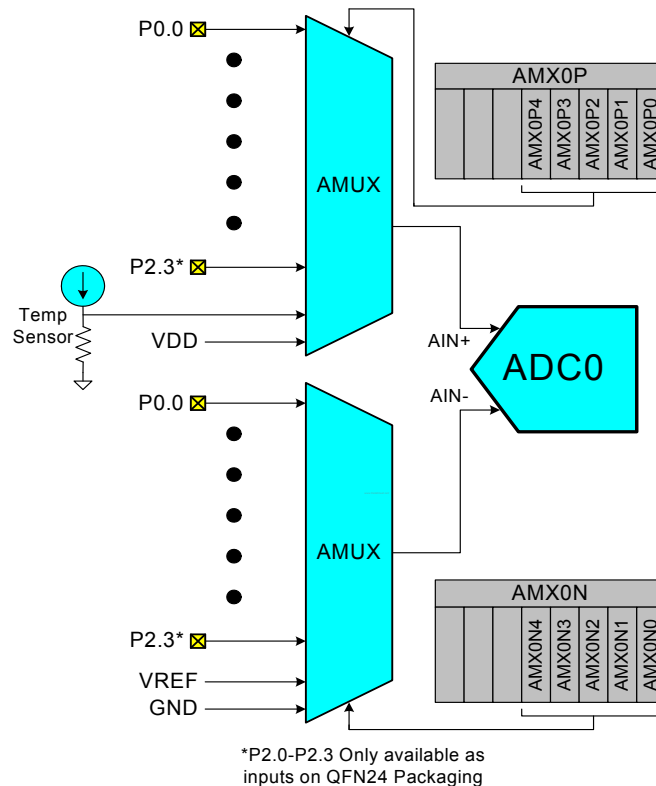 P0.0
AMX0P
AMX0P4
AMX0P3
AMX0P2
AMX0P1
AMX0P0
AMUX
P2.3*
Temp
Sensor
VDD
AIN+
ADC0
AIN-
P0.0
AMUX
AMX0N
AMX0N4
AMX0N3
AMX0N2
AMX0N1
AMX0N0
P2.3*
VREF
GND
*P2.0-P2.3 Only available as
inputs on QFN24 Packaging